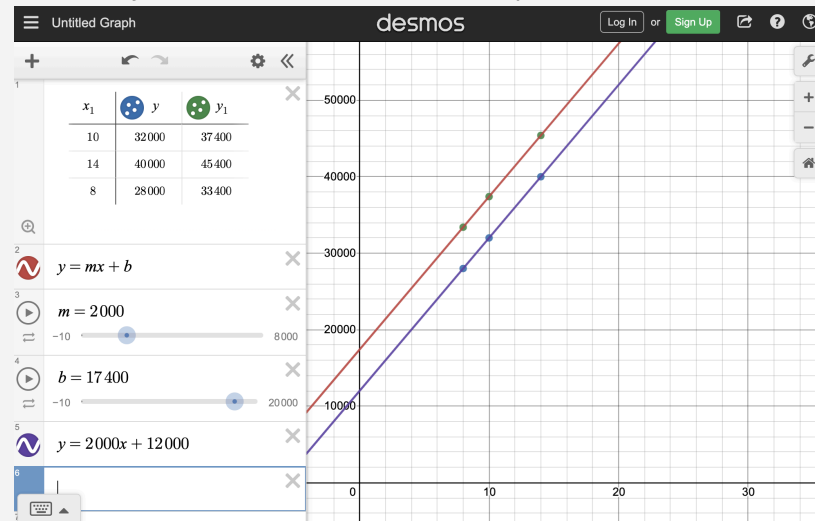 Untitled Graph desmos Log In or Sign Up
1
x₁ y y₁
10 32000 37400
14 40000 45400
8 28000 33400
2
y = mx + b
3
m = 2000
−10 8000
4
b = 17400
−10 20000
5
y = 2000x + 12000
6
50000
40000
30000
20000
10000
0 10 20 30